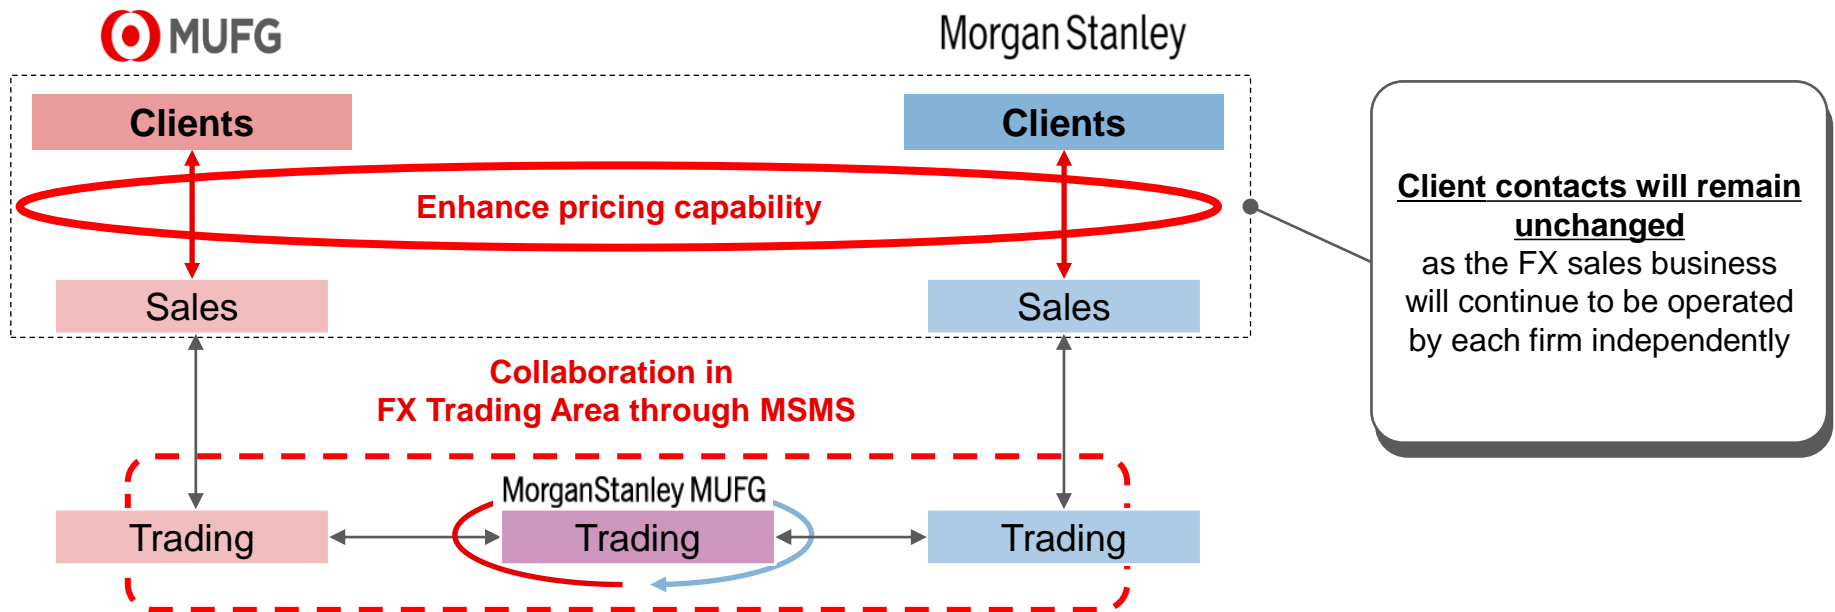 MUFG
Morgan Stanley
Clients
Clients
Enhance pricing capability
Sales
Sales
Client contacts will remain
unchanged
as the FX sales business
will continue to be operated
by each firm independently
Collaboration in
FX Trading Area through MSMS
MorganStanley MUFG
Trading
Trading
Trading